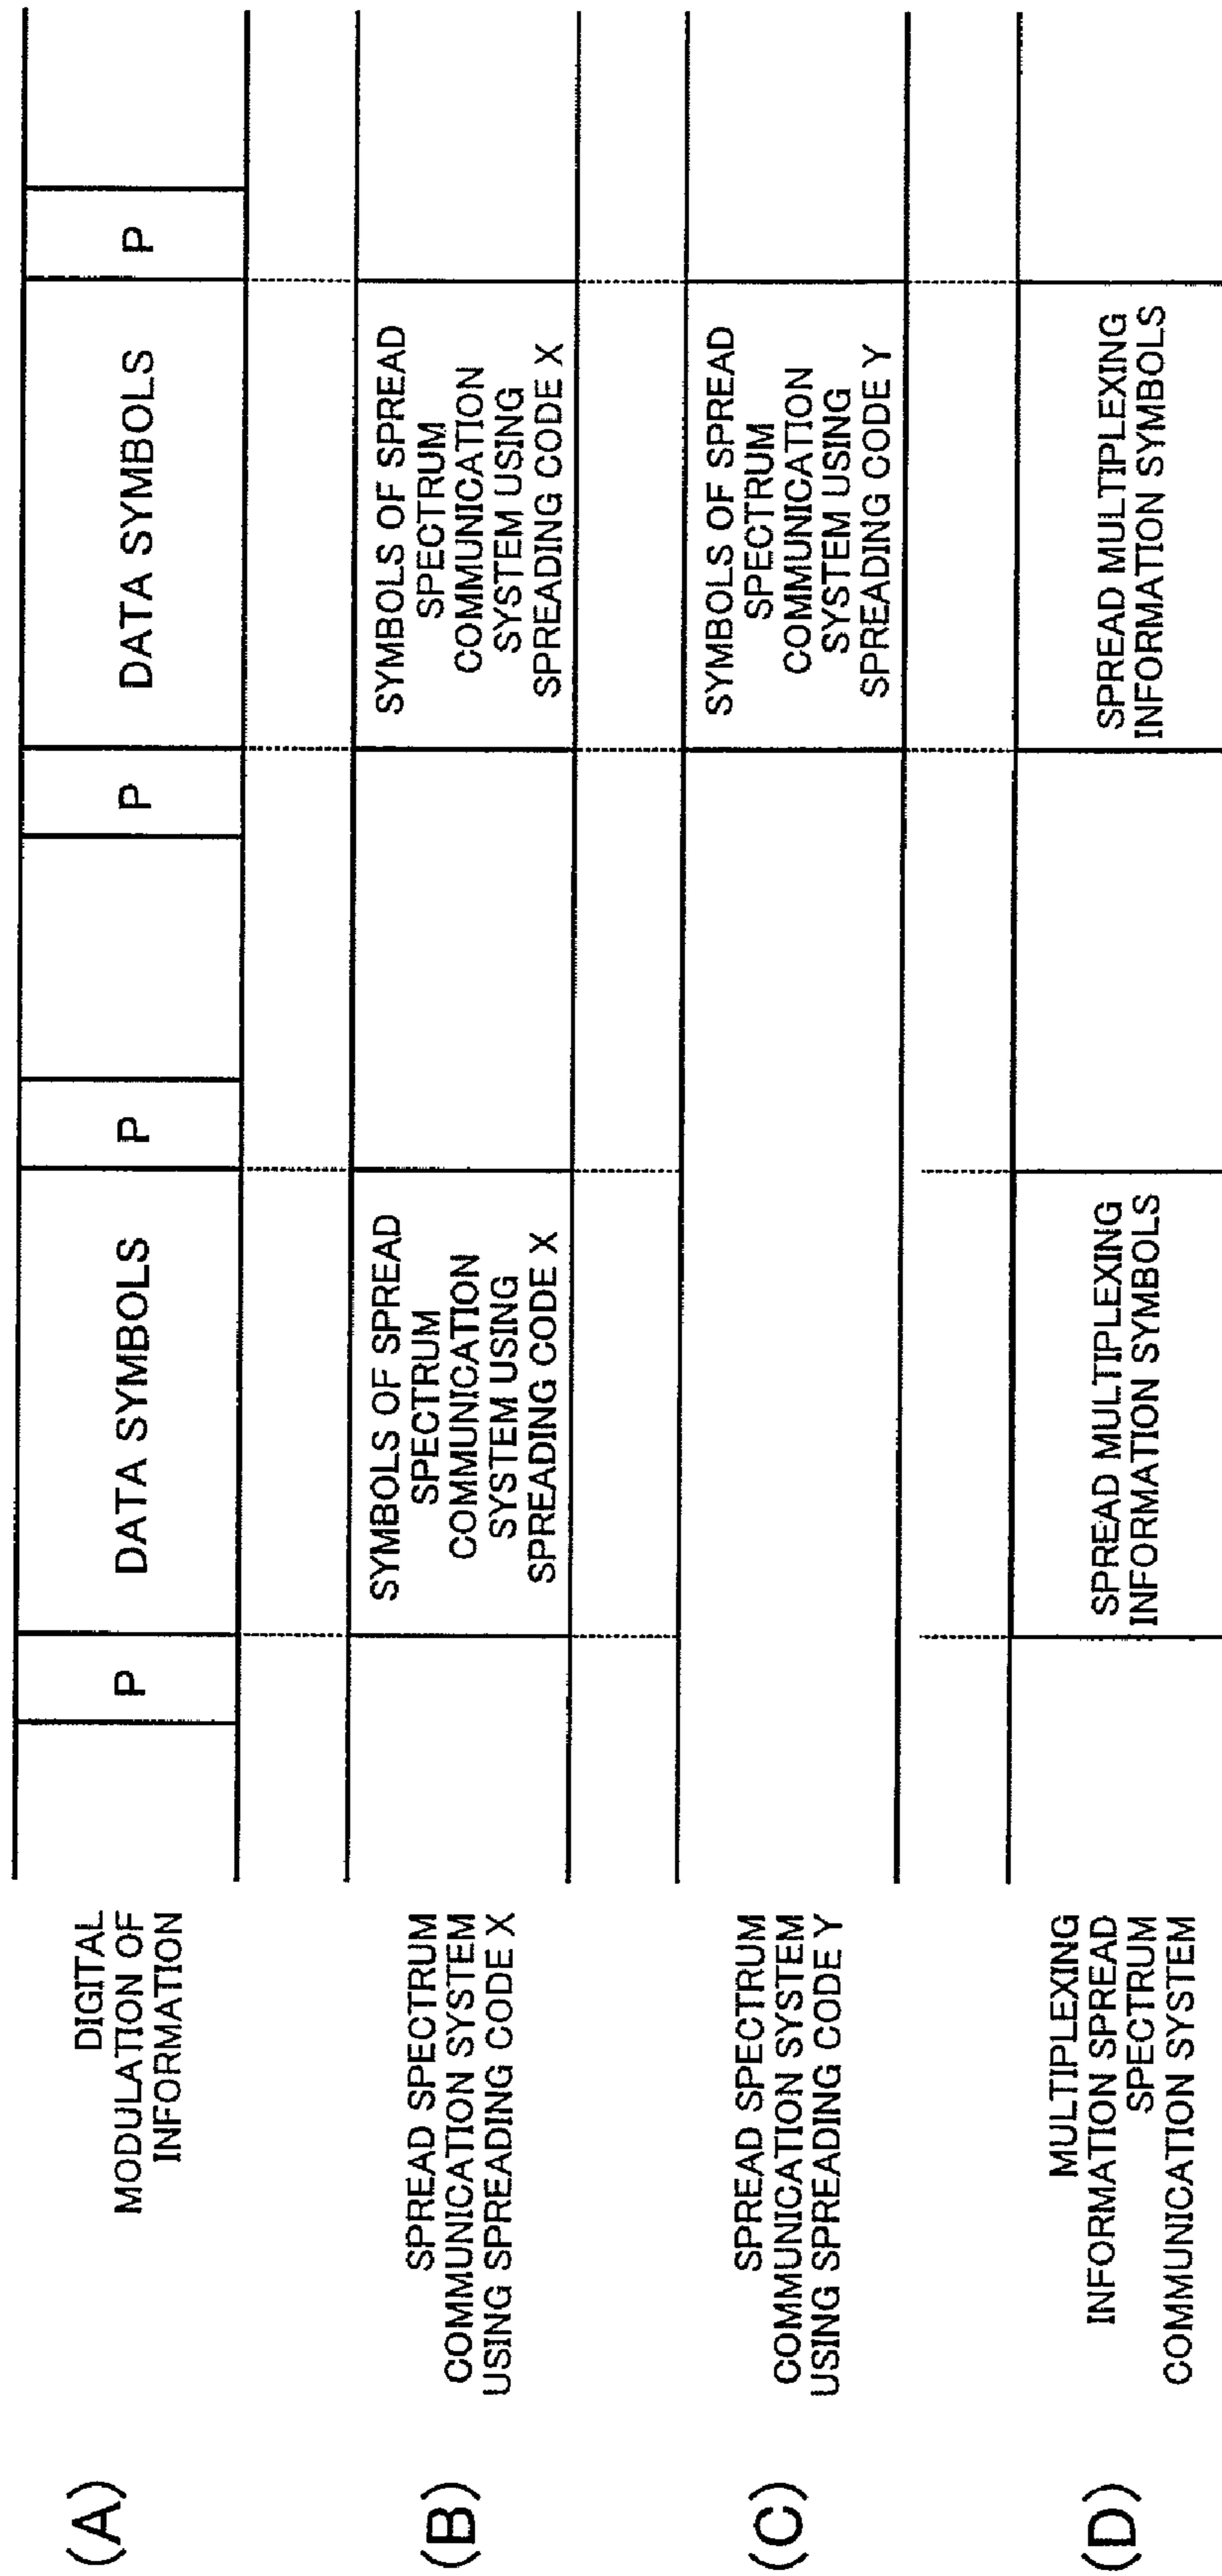 (A)
DIGITAL
MODULATION OF
INFORMATION
P
DATA SYMBOLS
P
P
DATA SYMBOLS
P
(B)
SPREAD SPECTRUM
COMMUNICATION SYSTEM
USING SPREADING CODE X
SYMBOLS OF SPREAD
SPECTRUM
COMMUNICATION
SYSTEM USING
SPREADING CODE X
SYMBOLS OF SPREAD
SPECTRUM
COMMUNICATION
SYSTEM USING
SPREADING CODE X
(C)
SPREAD SPECTRUM
COMMUNICATION SYSTEM
USING SPREADING CODE Y
SYMBOLS OF SPREAD
SPECTRUM
COMMUNICATION
SYSTEM USING
SPREADING CODE Y
(D)
MULTIPLEXING
INFORMATION SPREAD
SPECTRUM
COMMUNICATION SYSTEM
SPREAD MULTIPLEXING
INFORMATION SYMBOLS
SPREAD MULTIPLEXING
INFORMATION SYMBOLS